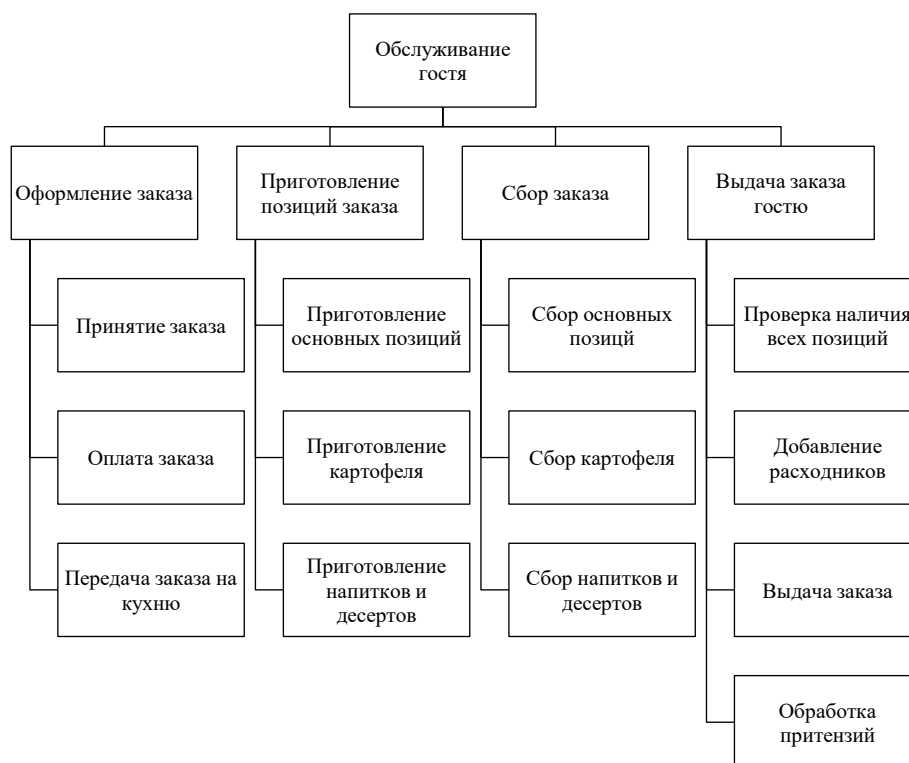 Обслуживание
гостя
Оформление заказа
Приготовление
позиций заказа
Сбор заказа
Выдача заказа
гостю
Принятие заказа
Приготовление
основных позиций
Сбор основных
позицй
Проверка наличия
всех позиций
Оплата заказа
Приготовление
картофеля
Сбор картофеля
Добавление
расходников
Передача заказа на
кухню
Приготовление
напитков и
десертов
Сбор напитков и
десертов
Выдача заказа
Обработка
притензий